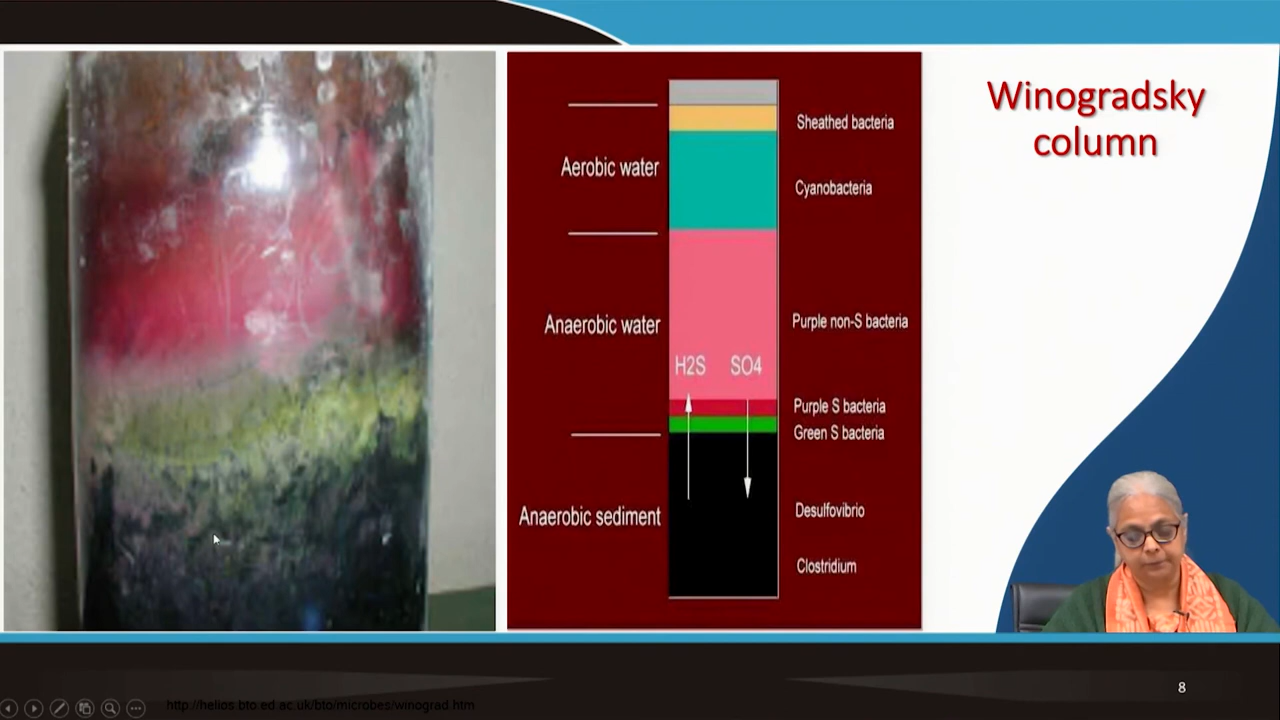 Winogradsky
column
Sheathed bacteria
Aerobic water
Cyanobacteria
Anaerobic water
Purple non-S bacteria
H2S SO4
Purple S bacteria
Green S bacteria
Anaerobic sediment
Desulfovibrio
Clostridium
8
http://helios.bto.ed.ac.uk/bto/microbes/winograd.htm